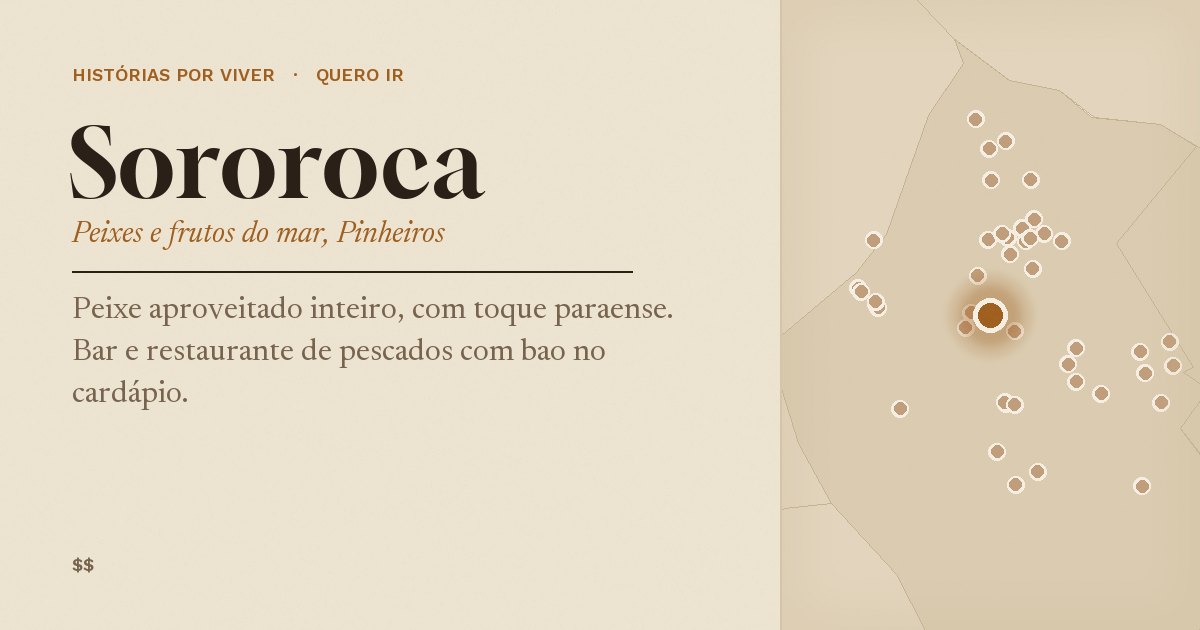 HISTÓRIAS POR VIVER · QUERO IR
Sororoca
Peixes e frutos do mar, Pinheiros
Peixe aproveitado inteiro, com toque paraense.
Bar e restaurante de pescados com bao no
cardápio.
$$